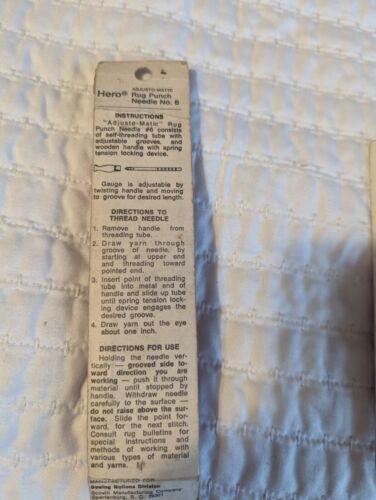 Hero® ADJUSTO-MATIC
Rug Punch
Needle No. 6
INSTRUCTIONS
"Adjusto-Matic" Rug
Punch Needle #6 consists
of self-threading tube with
adjustable grooves, and
wooden handle with spring
tension locking device.
Gauge is adjustable by
twisting handle and moving
to groove for desired length.
DIRECTIONS TO
THREAD NEEDLE
1. Remove handle from
threading tube.
2. Draw yarn through
groove of needle, by
starting at upper end
and threading toward
pointed end.
3. Insert point of threading
tube into metal end of
handle and slide up tube
until spring tension lock-
ing device engages the
desired groove.
4. Draw yarn out the eye
about one inch.
DIRECTIONS FOR USE
Holding the needle ver-
tically — grooved side to-
ward direction you are
working — push it through
material until stopped by
handle. Withdraw needle
carefully to the surface —
do not raise above the sur-
face. Slide the point for-
ward, for the next stitch.
Consult rug bulletins for
special instructions and
methods of working with
various types of material
and yarns.
MANUFACTURED FOR
Sewing Notions Division
Scovill Manufacturing Company
Spartanburg, S. C. 29301